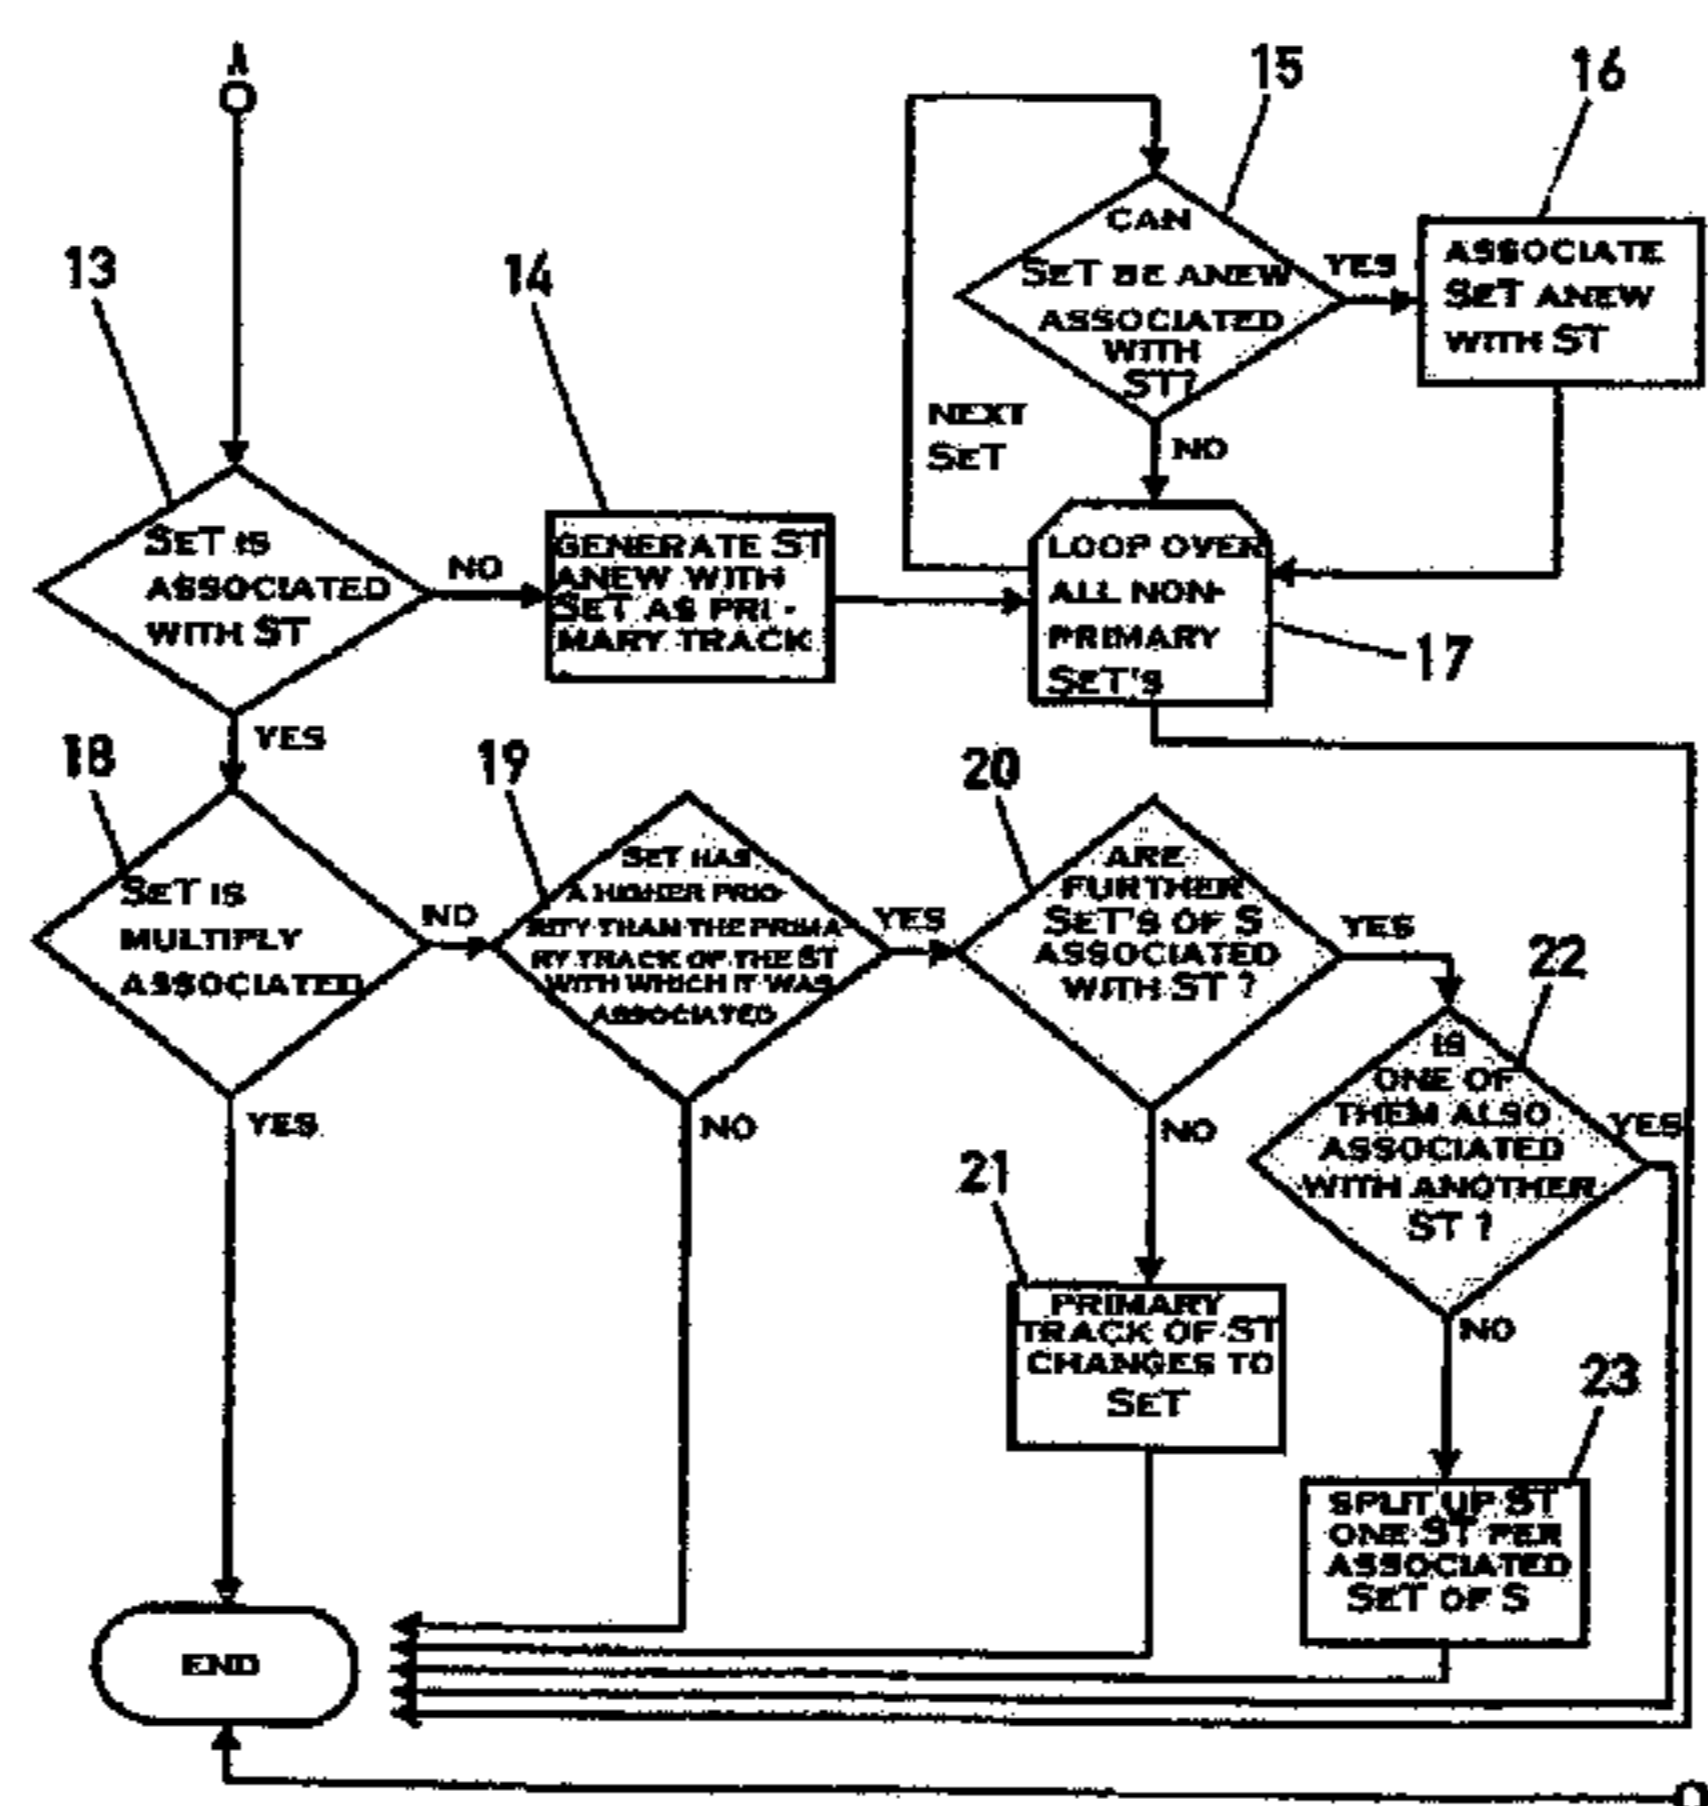 A
13
SET IS
ASSOCIATED
WITH ST
NO
YES
14
GENERATE ST
ANEW WITH
SET AS PRI-
MARY TRACK
15
CAN
SET BE ANEW
ASSOCIATED
WITH
ST?
YES
NO
16
ASSOCIATE
SET ANEW
WITH ST
NEXT
SET
LOOP OVER
ALL NON-
PRIMARY
SET'S
17
18
SET IS
MULTIPLY
ASSOCIATED
NO
YES
19
SET HAS
A HIGHER PRIO-
RITY THAN THE PRIMA-
RY TRACK OF THE ST
WITH WHICH IT WAS
ASSOCIATED
YES
NO
20
ARE
FURTHER
SET'S OF S
ASSOCIATED
WITH ST ?
YES
NO
21
PRIMARY
TRACK OF ST
CHANGES TO
SET
22
IS
ONE OF
THEM ALSO
ASSOCIATED
WITH ANOTHER
ST ?
YES
NO
23
SPLIT UP ST
ONE ST PER
ASSOCIATED
SET OF S
END